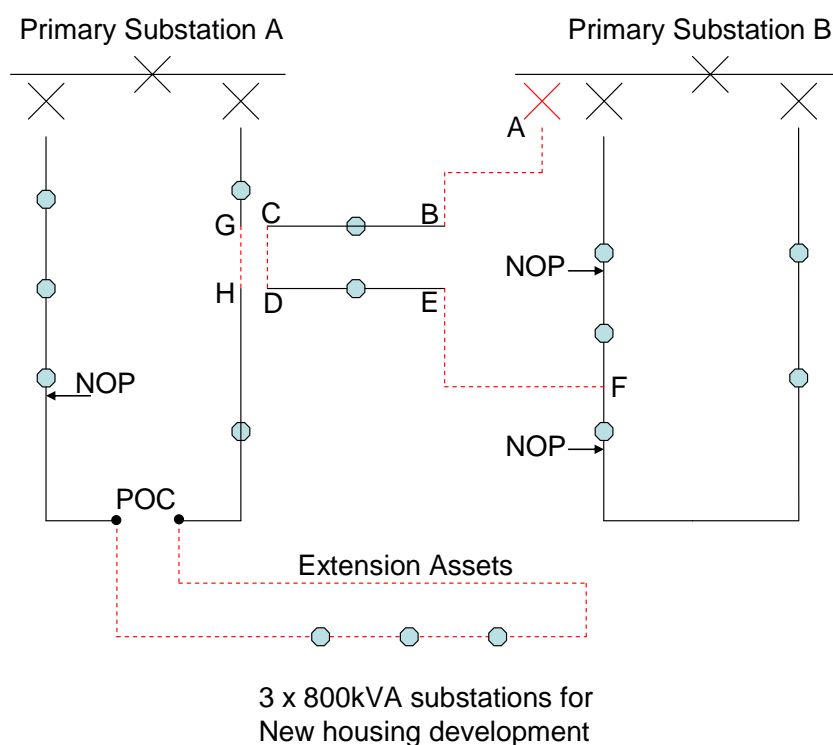 Primary Substation A
Primary Substation B
A
G
C
B
NOP
H
D
E
NOP
F
NOP
POC
Extension Assets
3 x 800kVA substations for
New housing development